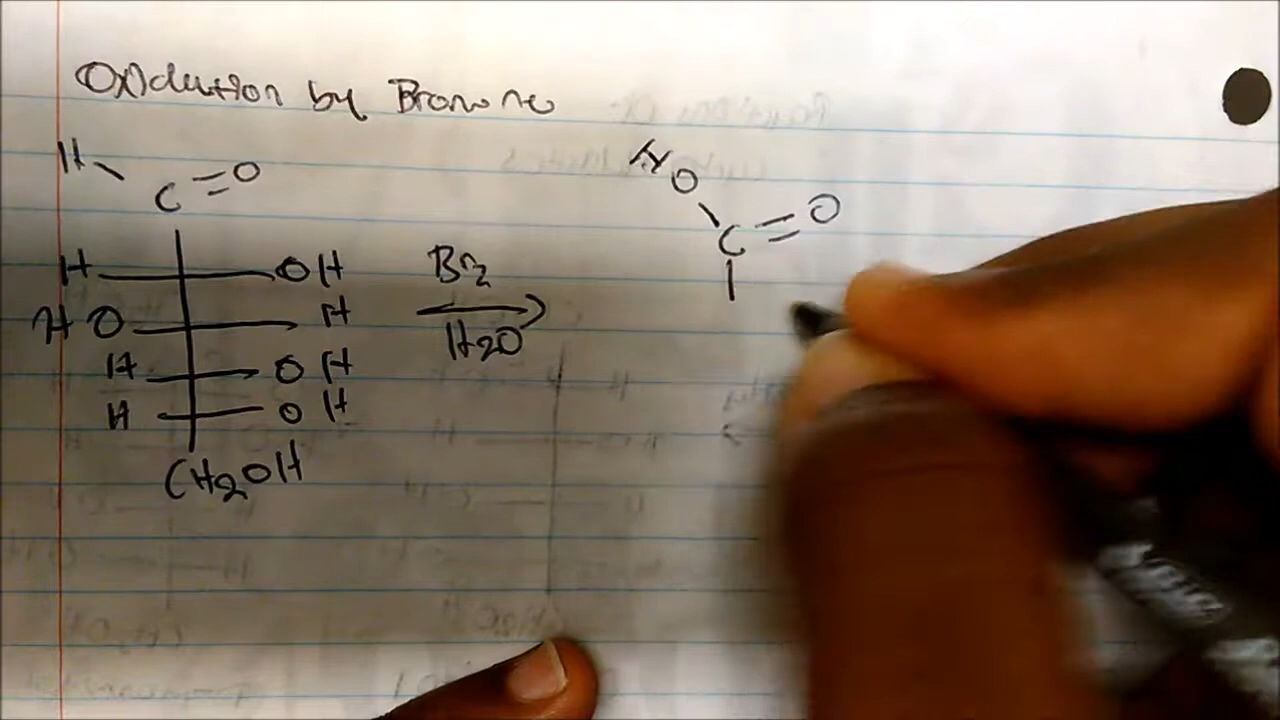 Oxidation by Bromine
H C =O
H OH
HO H
H OH
H OH
CH2OH
Br2
H2O
HO
C =O